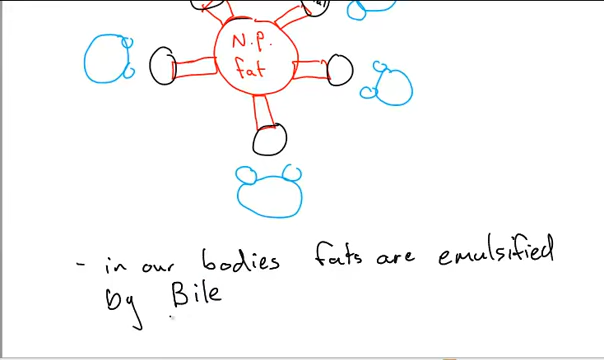 N.P.
fat
- in our bodies fats are emulsified
by Bile